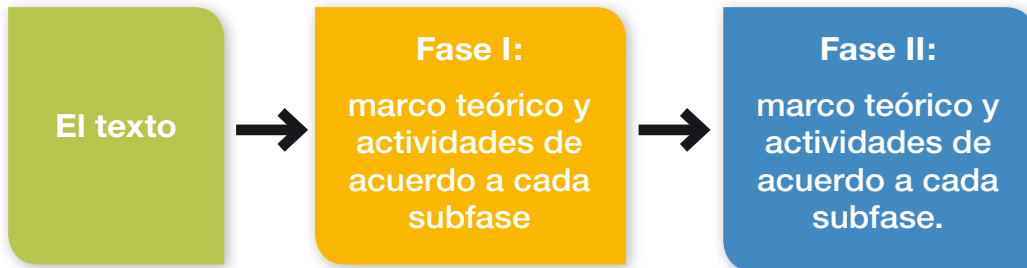 El texto
Fase I:
marco teórico y
actividades de
acuerdo a cada
subfase
Fase II:
marco teórico y
actividades de
acuerdo a cada
subfase.